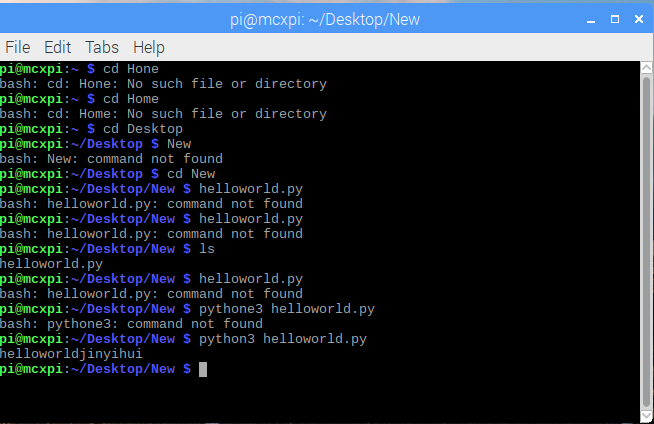 pi@mcxpi: ~/Desktop/New
File Edit Tabs Help
pi@mcxpi:~ $ cd Hone
bash: cd: Hone: No such file or directory
pi@mcxpi:~ $ cd Home
bash: cd: Home: No such file or directory
pi@mcxpi:~ $ cd Desktop
pi@mcxpi:~/Desktop $ New
bash: New: command not found
pi@mcxpi:~/Desktop $ cd New
pi@mcxpi:~/Desktop/New $ helloworld.py
bash: helloworld.py: command not found
pi@mcxpi:~/Desktop/New $ helloworld.py
bash: helloworld.py: command not found
pi@mcxpi:~/Desktop/New $ ls
helloworld.py
pi@mcxpi:~/Desktop/New $ helloworld.py
bash: helloworld.py: command not found
pi@mcxpi:~/Desktop/New $ pythone3 helloworld.py
bash: pythone3: command not found
pi@mcxpi:~/Desktop/New $ python3 helloworld.py
helloworldjinyihui
pi@mcxpi:~/Desktop/New $